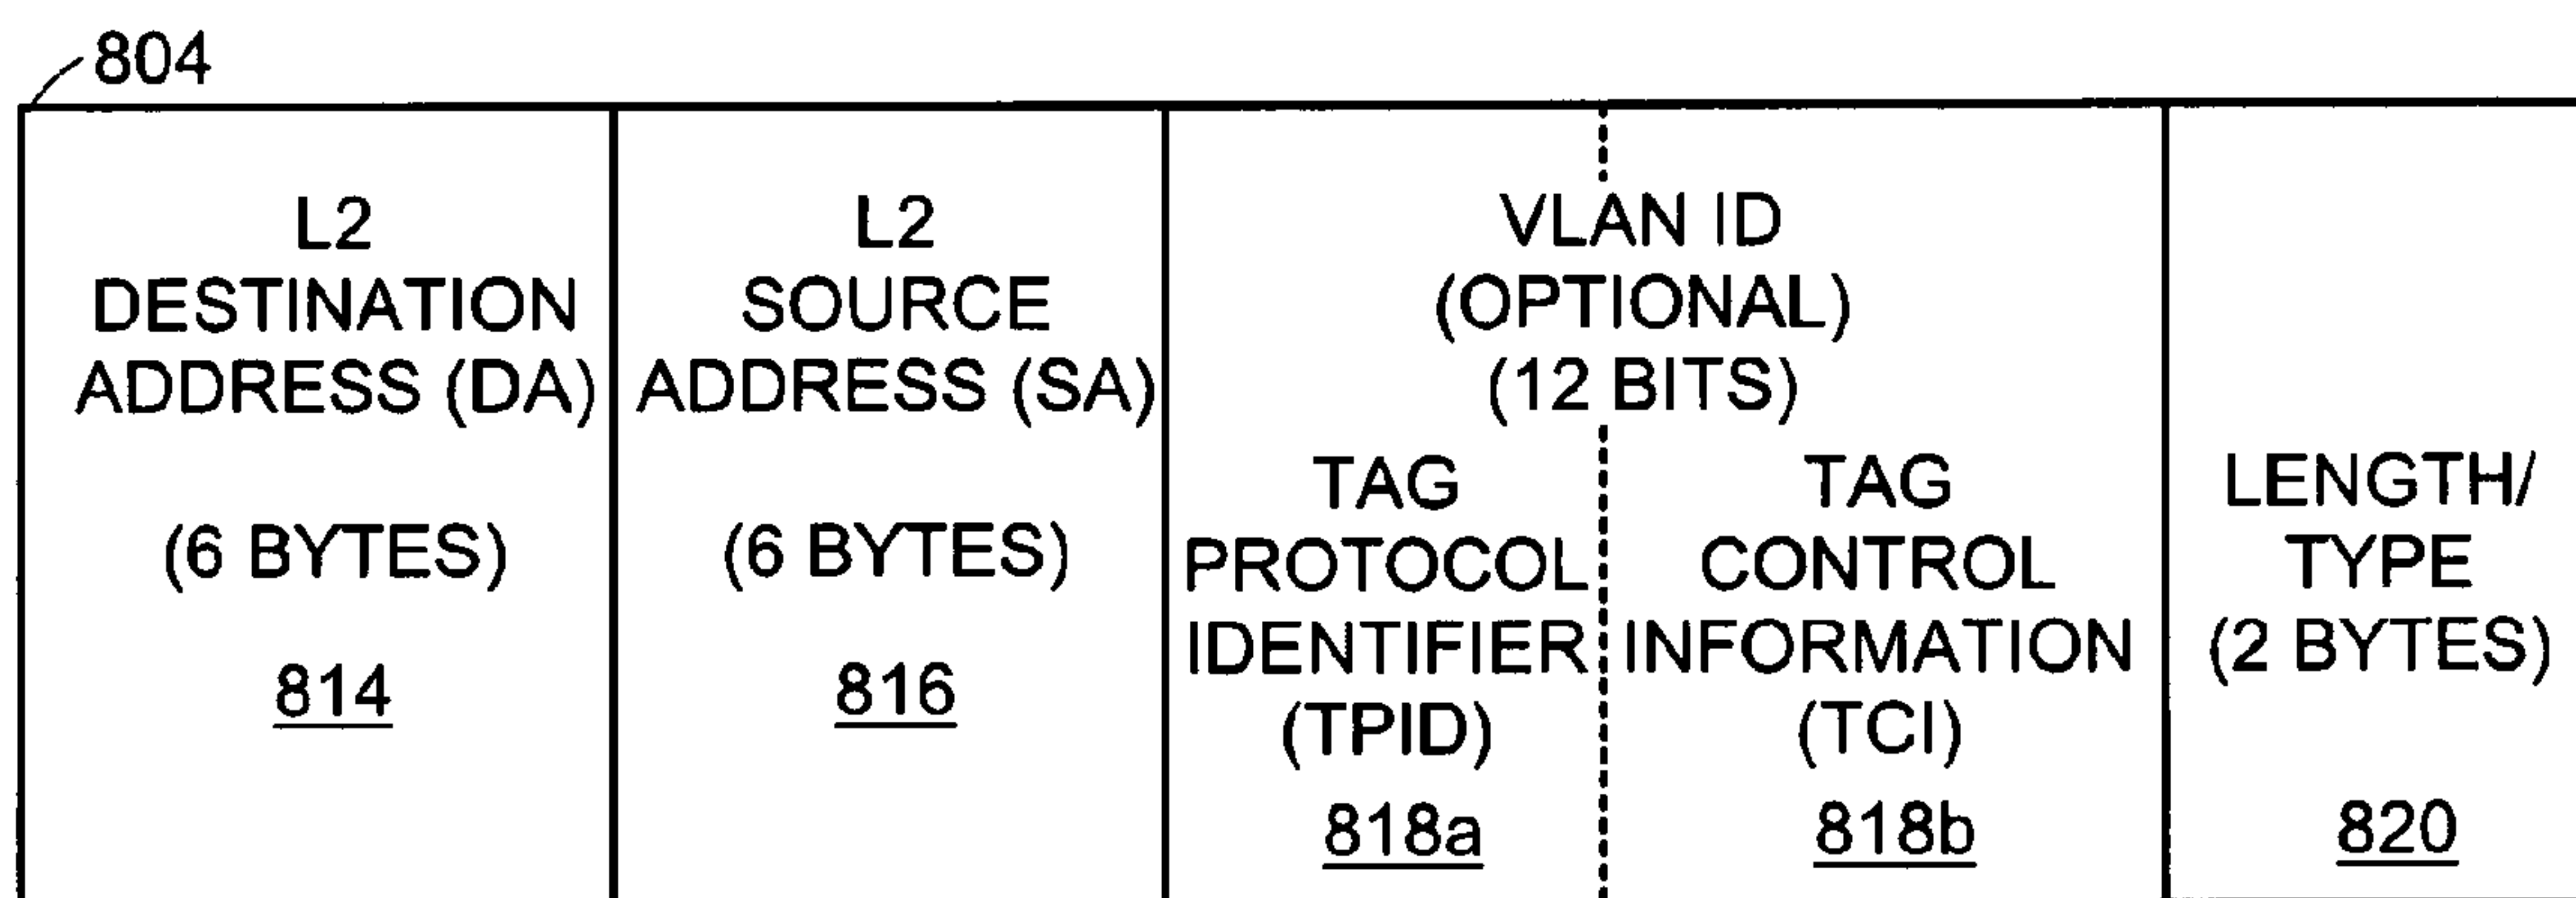 804
L2
DESTINATION
ADDRESS (DA)
(6 BYTES)
814
L2
SOURCE
ADDRESS (SA)
(6 BYTES)
816
VLAN ID
(OPTIONAL)
(12 BITS)
TAG
PROTOCOL
IDENTIFIER
(TPID)
818a
TAG
CONTROL
INFORMATION
(TCI)
818b
LENGTH/
TYPE
(2 BYTES)
820